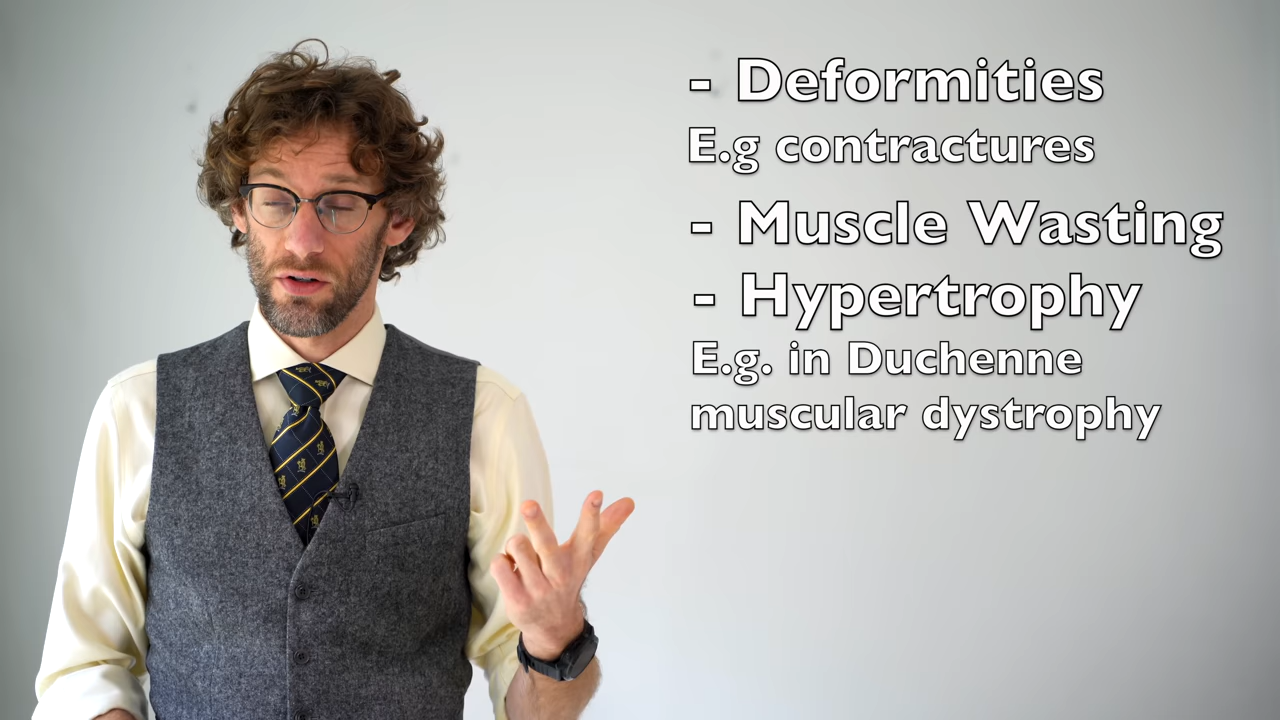 - Deformities
E.g contractures
- Muscle Wasting
- Hypertrophy
E.g. in Duchenne
muscular dystrophy